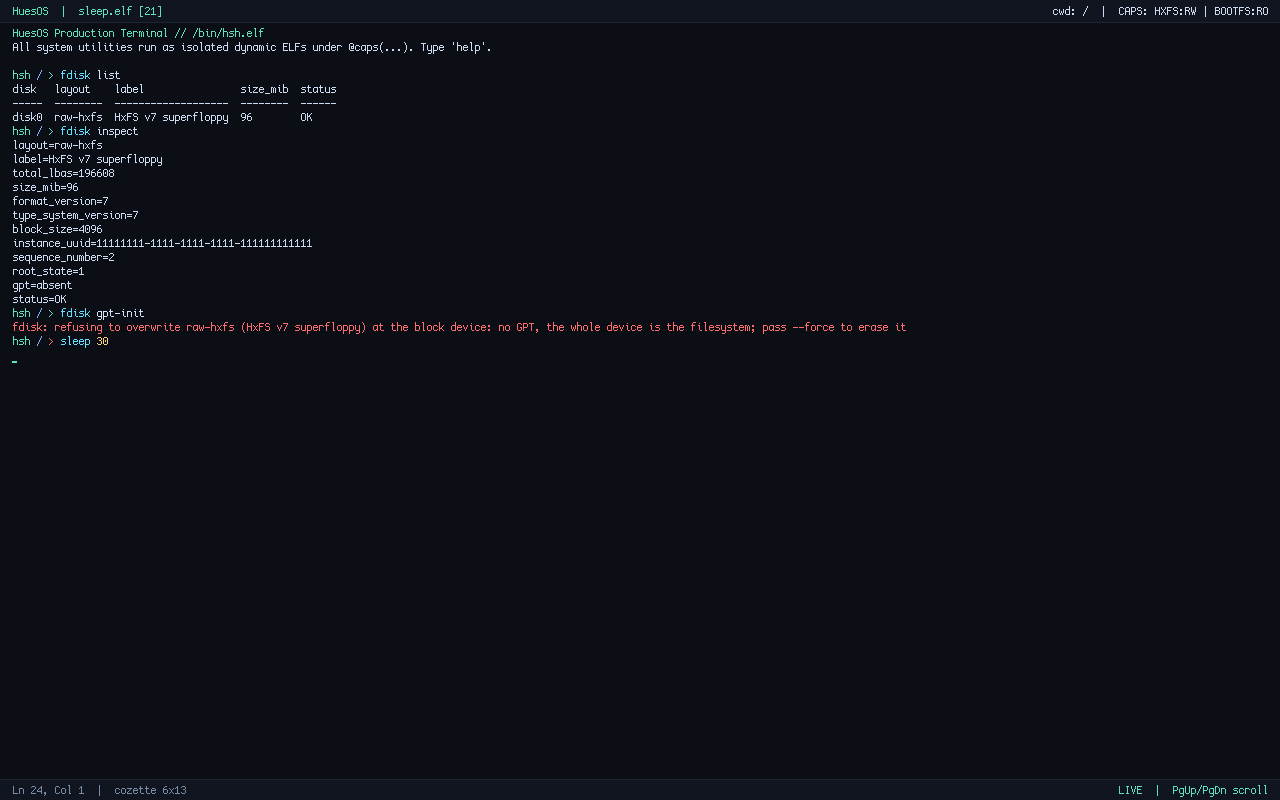 HuesOS  |  sleep.elf [21]                    cwd: /  |  CAPS: HXFS:RW | BOOTFS:RO
HuesOS Production Terminal // /bin/hsh.elf
All system utilities run as isolated dynamic ELFs under @caps(...). Type 'help'.
hsh / > fdisk list
disk   layout    label                size_mib  status
-----  --------  -------------------  --------  ------
disk0  raw-hxfs  HxFS v7 superfloppy  96        OK
hsh / > fdisk inspect
layout=raw-hxfs
label=HxFS v7 superfloppy
total_lbas=196608
size_mib=96
format_version=7
type_system_version=7
block_size=4096
instance_uuid=11111111-1111-1111-1111-111111111111
sequence_number=2
root_state=1
gpt=absent
status=OK
hsh / > fdisk gpt-init
fdisk: refusing to overwrite raw-hxfs (HxFS v7 superfloppy) at the block device: no GPT, the whole device is the filesystem; pass --force to erase it
hsh / > sleep 30
Ln 24, Col 1  |  cozette 6x13                    LIVE  |  PgUp/PgDn scroll